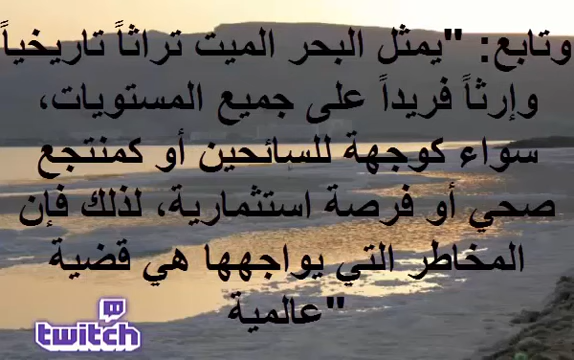 وتابع: "يمثل البحر الميت تراثاً تاريخياً
وإرثاً فريداً على جميع المستويات،
سواء كوجهة للسائحين أو كمنتجع
صحي أو فرصة استثمارية، لذلك فإن
المخاطر التي يواجهها هي قضية
عالمية"
twitch